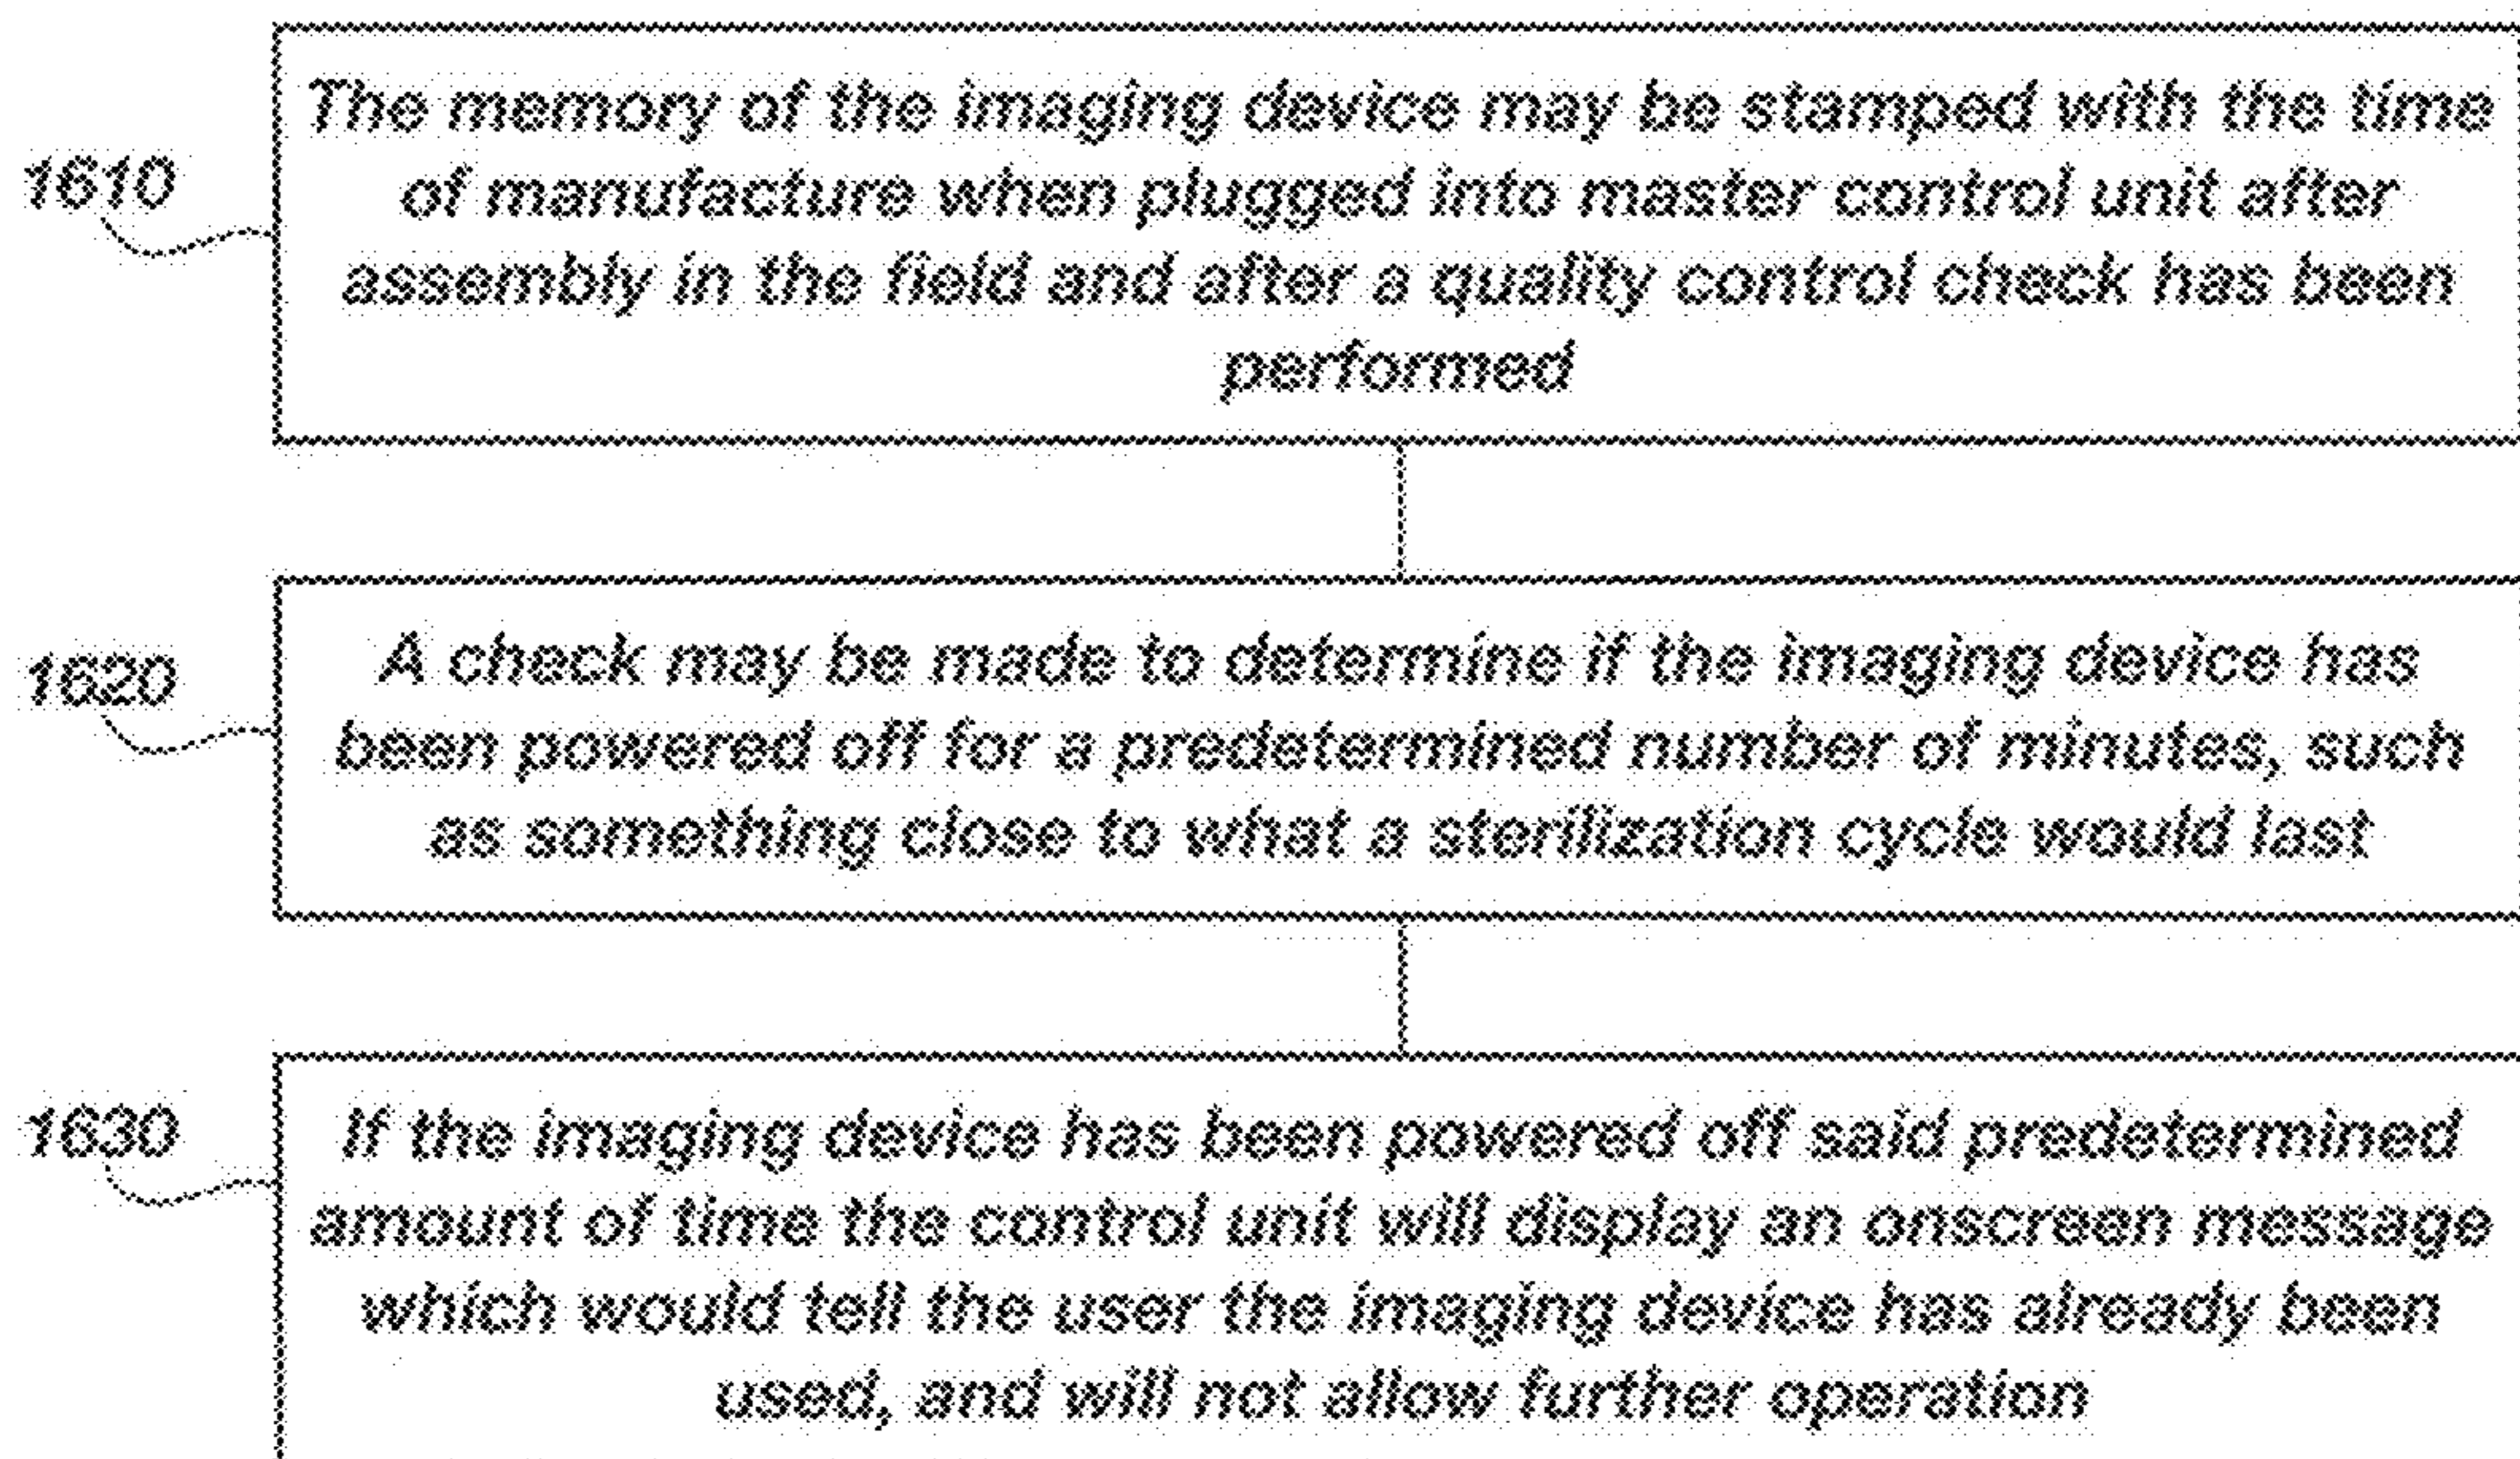 The memory of the imaging device may be stamped with the time
1610
of manufacture when plugged into master control unit after
assembly in the field and after a quality control check has been
performed
1620
A check may be made to determine if the imaging device has
been powered off for a predetermined number of minutes, such
as something close to what a sterilization cycle would last
1630
If the imaging device has been powered off said predetermined
amount of time the control unit will display an onscreen message
which would tell the user the imaging device has already been
used, and will not allow further operation